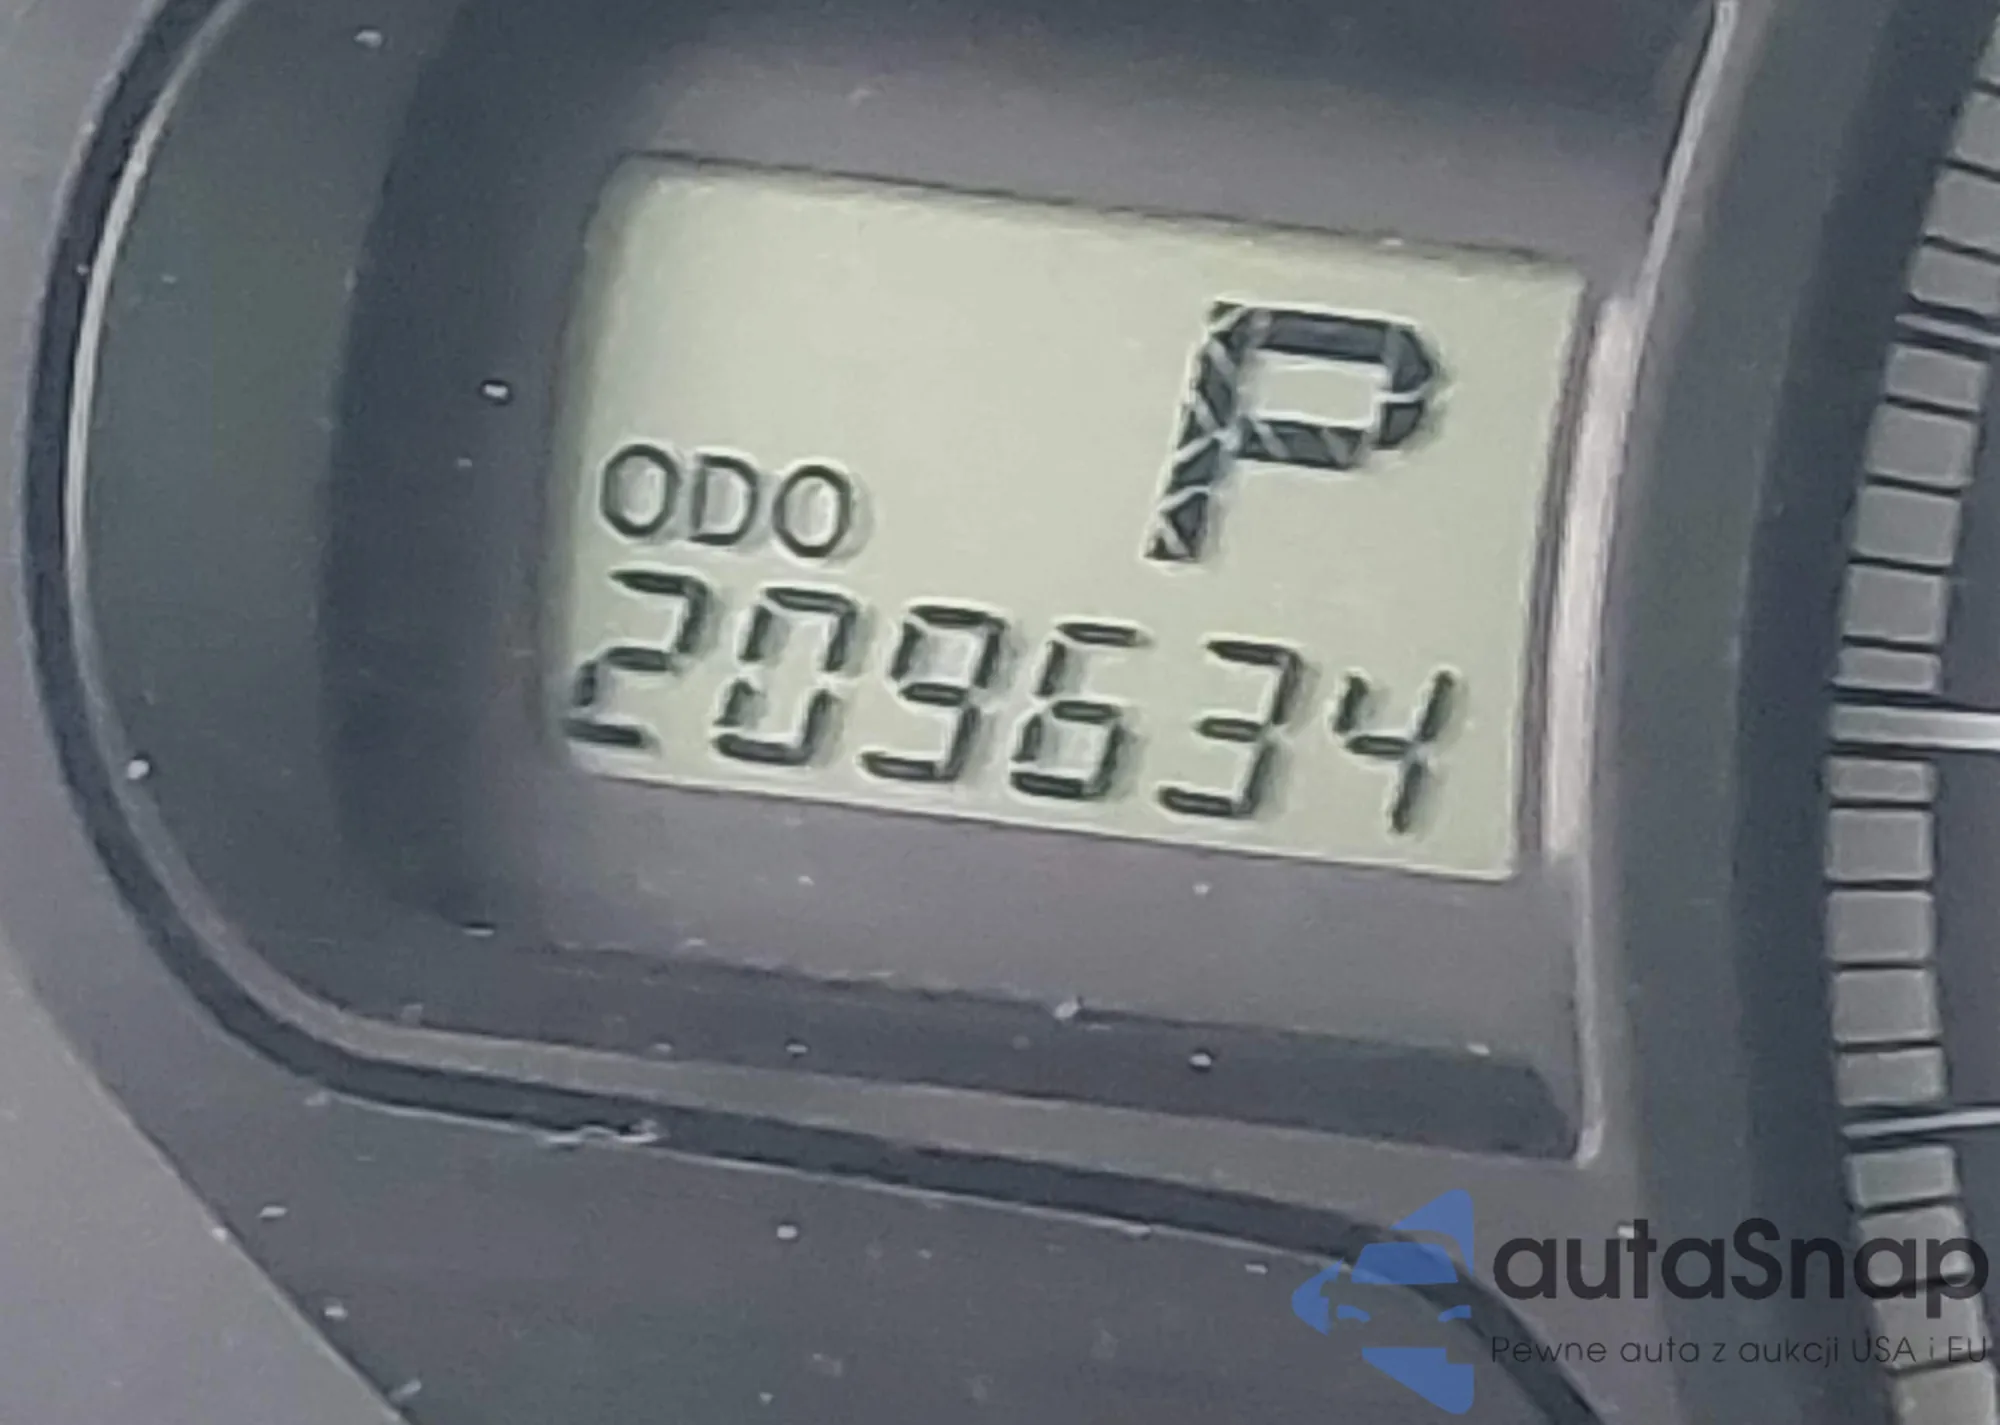 P
ODO
209634
autaSnap
Pewne auta z aukcji USA i EU